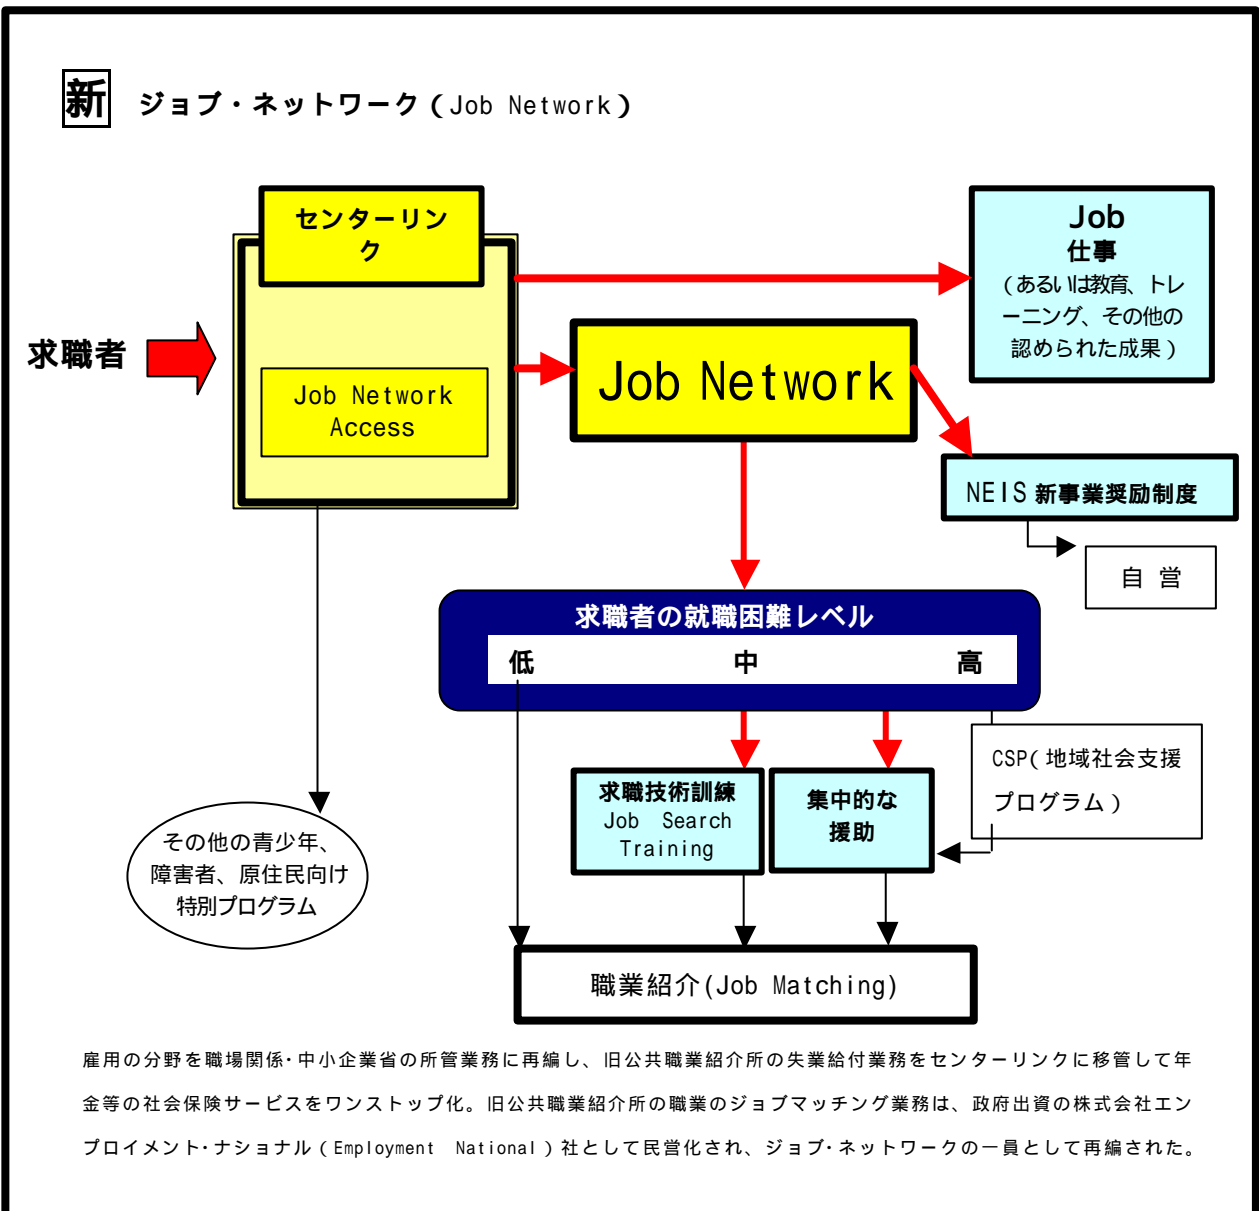 新 ジョブ・ネットワーク(Job Network)
センターリン
ク
Job
仕事
(あるいは教育、トレ
ーニング、その他の
認められた成果)
求職者
Job Network
Access
Job Network
NEIS 新事業奨励制度
自 営
求職者の就職困難レベル
低 中 高
CSP(地域社会支援
プログラム)
求職技術訓練
Job Search
Training
集中的な
援助
その他の青少年、
障害者、原住民向け
特別プログラム
職業紹介(Job Matching)
雇用の分野を職場関係・中小企業省の所管業務に再編し、旧公共職業紹介所の失業給付業務をセンターリンクに移管して年
金等の社会保険サービスをワンストップ化。旧公共職業紹介所の職業のジョブマッチング業務は、政府出資の株式会社エン
プロイメント・ナショナル(Employment National)社として民営化され、ジョブ・ネットワークの一員として再編された。